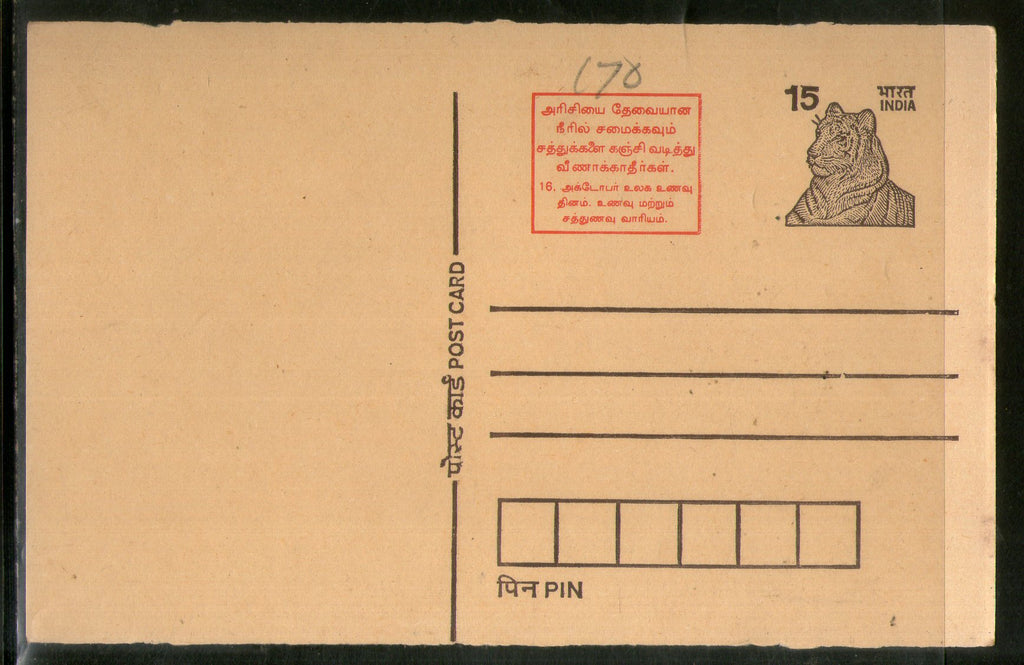 170
அரிசியை தேவையான
நீரில் சமைக்கவும்
சத்துக்களை கஞ்சி வடித்து
வீணாக்காதீர்கள்.
16, அக்டோபர் உலக உணவு
தினம். உணவு மற்றும்
சத்துணவு வாரியம்.
15
भारत
INDIA
पोस्ट कार्ड POST CARD
पिन PIN